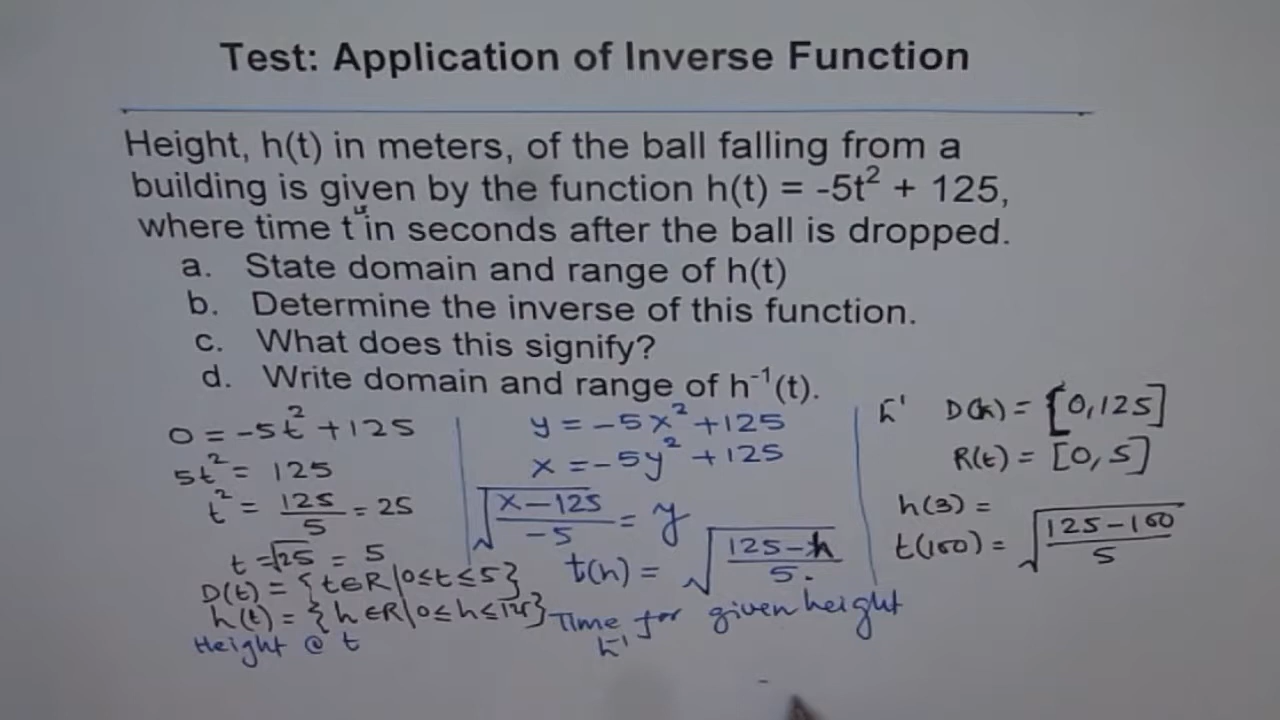 Test: Application of Inverse Function
Height, h(t) in meters, of the ball falling from a
building is given by the function h(t) = -5t² + 125,
where time t is in seconds after the ball is dropped.
a. State domain and range of h(t)
b. Determine the inverse of this function.
c. What does this signify?
d. Write domain and range of h⁻¹(t).
0 = -5t² + 125
5t² = 125
t² = 125/5 = 25
t = √25 = 5
D(t) = {t∈R | 0≤t≤5}
h(t) = {h∈R | 0≤h≤125}
Height @ t
y = -5x² + 125
x = -5y² + 125
√((x-125)/-5) = y
t(h) = √((125-h)/5).
Time for given height
h⁻¹
h⁻¹ D(h) = [0,125]
R(t) = [0,5]
h(3) =
t(100) = √((125-100)/5)